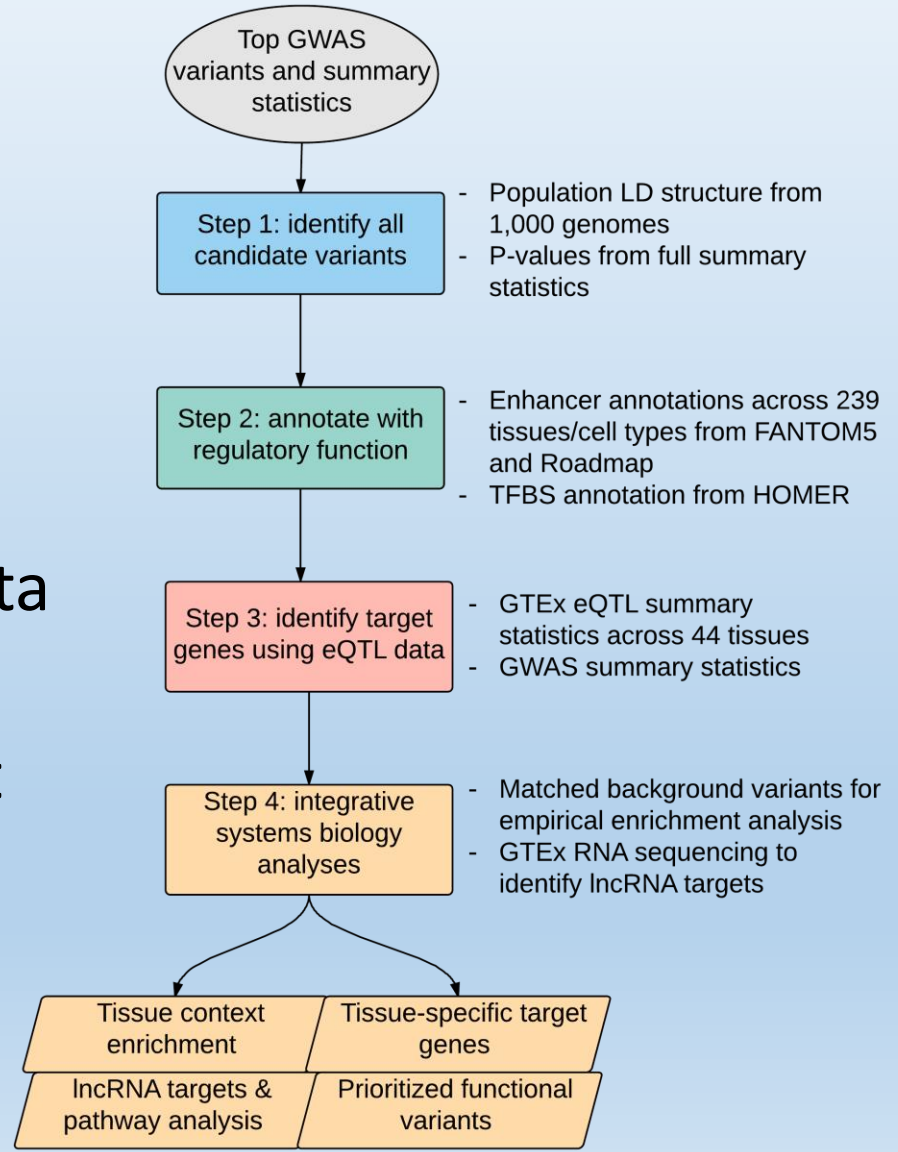 Top GWAS
variants and summary
statistics
Step 1: identify all
candidate variants
- Population LD structure from
1,000 genomes
- P-values from full summary
statistics
Step 2: annotate with
regulatory function
- Enhancer annotations across 239
tissues/cell types from FANTOM5
and Roadmap
- TFBS annotation from HOMER
ta
Step 3: identify target
genes using eQTL data
- GTEx eQTL summary
statistics across 44 tissues
- GWAS summary statistics
Step 4: integrative
systems biology
analyses
- Matched background variants for
empirical enrichment analysis
- GTEx RNA sequencing to
identify lncRNA targets
Tissue context
enrichment
Tissue-specific target
genes
lncRNA targets &
pathway analysis
Prioritized functional
variants